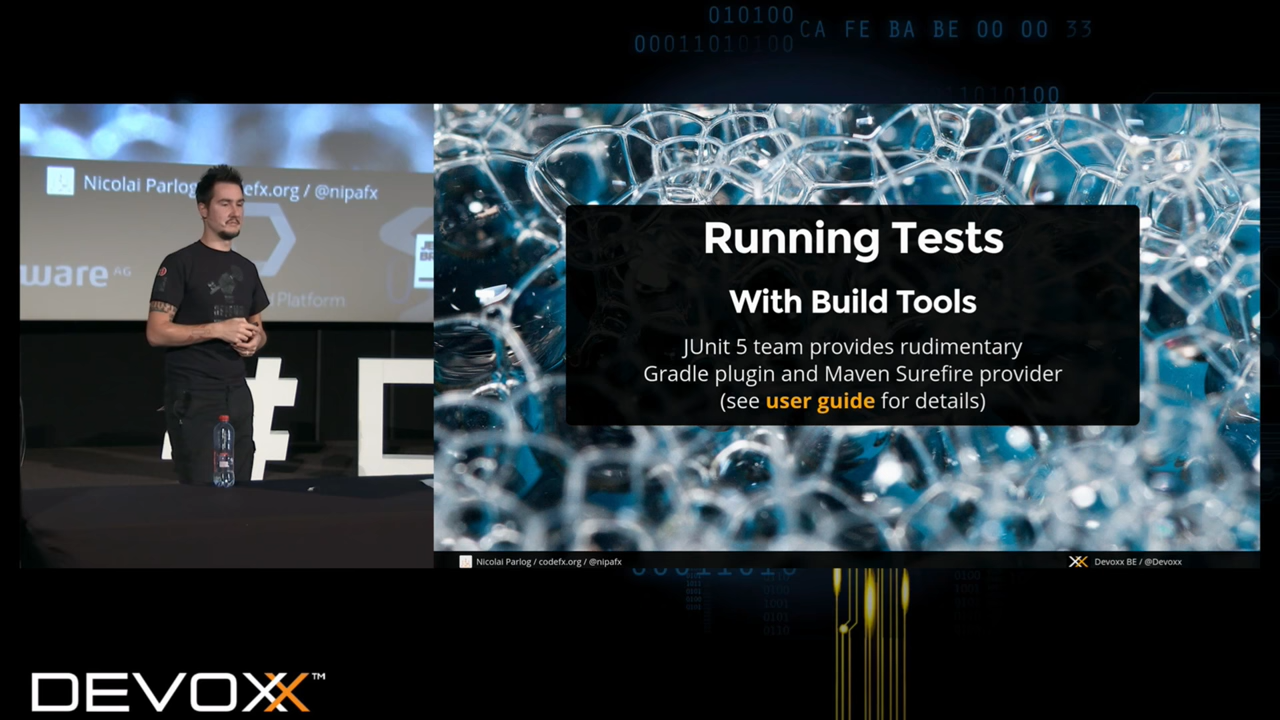 010100
00011010100
CA FE BA BE 00 00 33
1010100
Nicolai Parlog
codefx.org / @nipafx
ware AG
Platform
Running Tests
With Build Tools
JUnit 5 team provides rudimentary
Gradle plugin and Maven Surefire provider
(see user guide for details)
#
Nicolai Parlog / codefx.org / @nipafx
Devoxx BE / @Devoxx
DEVOXX™